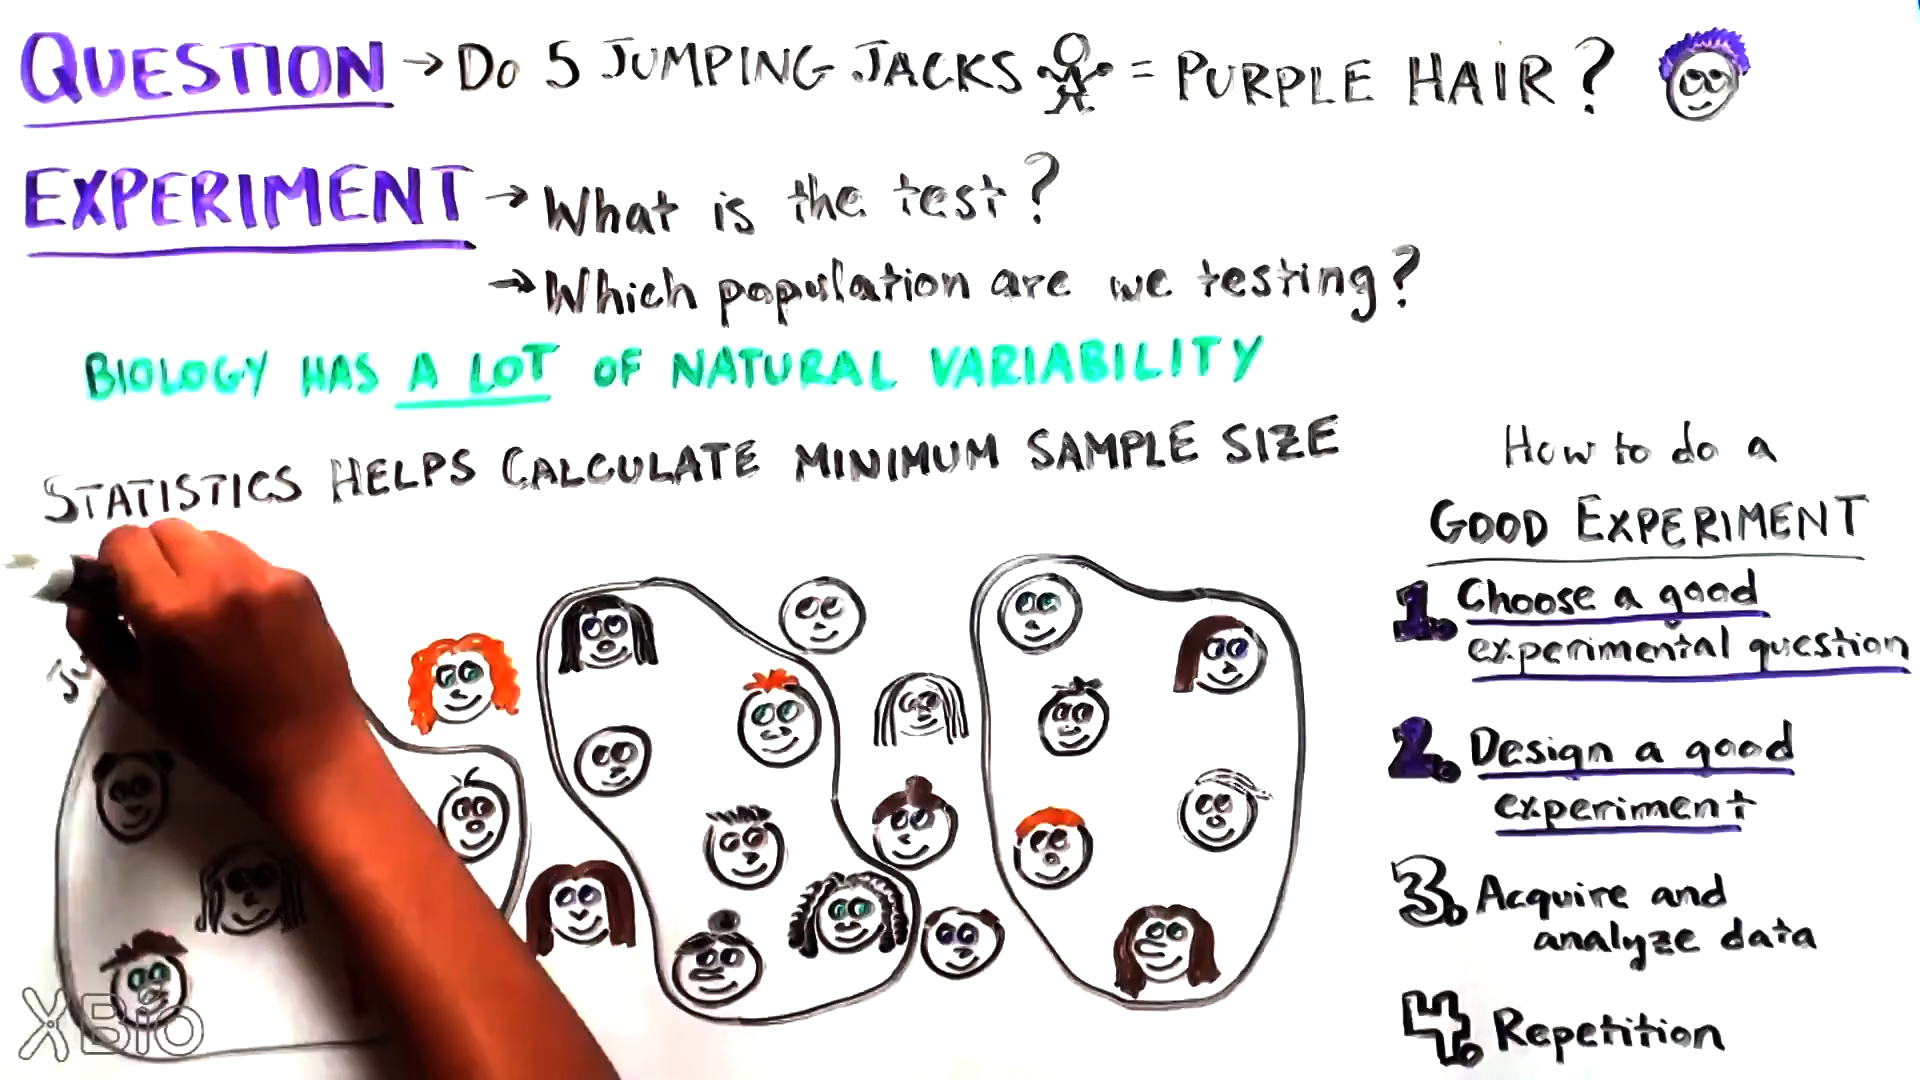 QUESTION → DO 5 JUMPING JACKS = PURPLE HAIR?
EXPERIMENT → What is the test?
→ Which population are we testing?
BIOLOGY HAS A LOT OF NATURAL VARIABILITY
STATISTICS HELPS CALCULATE MINIMUM SAMPLE SIZE
How to do a
GOOD EXPERIMENT
1. Choose a good
experimental question
2. Design a good
experiment
3. Acquire and
analyze data
4. Repetition
XBio